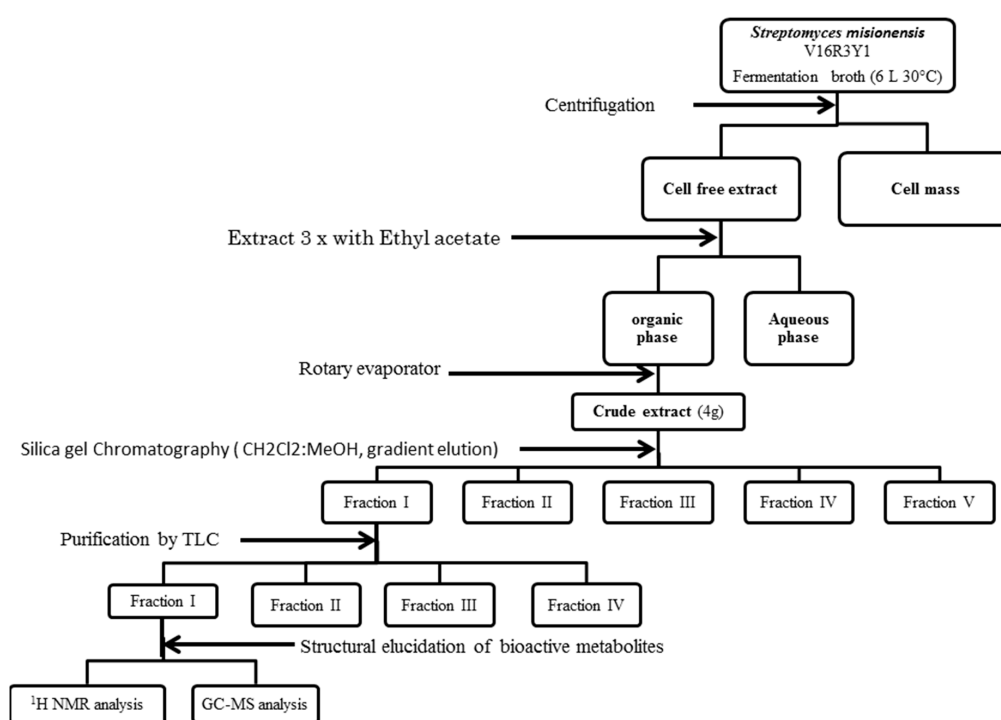 Streptomyces misionensis
V16R3Y1
Fermentation broth (6 L 30°C)
Centrifugation
Cell free extract
Cell mass
Extract 3 x with Ethyl acetate
organic
phase
Aqueous
phase
Rotary evaporator
Crude extract (4g)
Silica gel Chromatography ( CH2Cl2:MeOH, gradient elution)
Fraction I
Fraction II
Fraction III
Fraction IV
Fraction V
Purification by TLC
Fraction I
Fraction II
Fraction III
Fraction IV
Structural elucidation of bioactive metabolites
¹H NMR analysis
GC-MS analysis